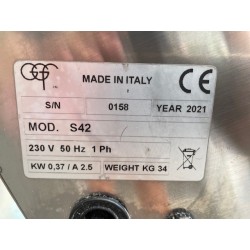 MADE IN ITALY
CE
S/N 0158 YEAR 2021
MOD. S42
230 V 50 Hz 1 Ph
KW 0,37 / A 2.5 WEIGHT KG 34